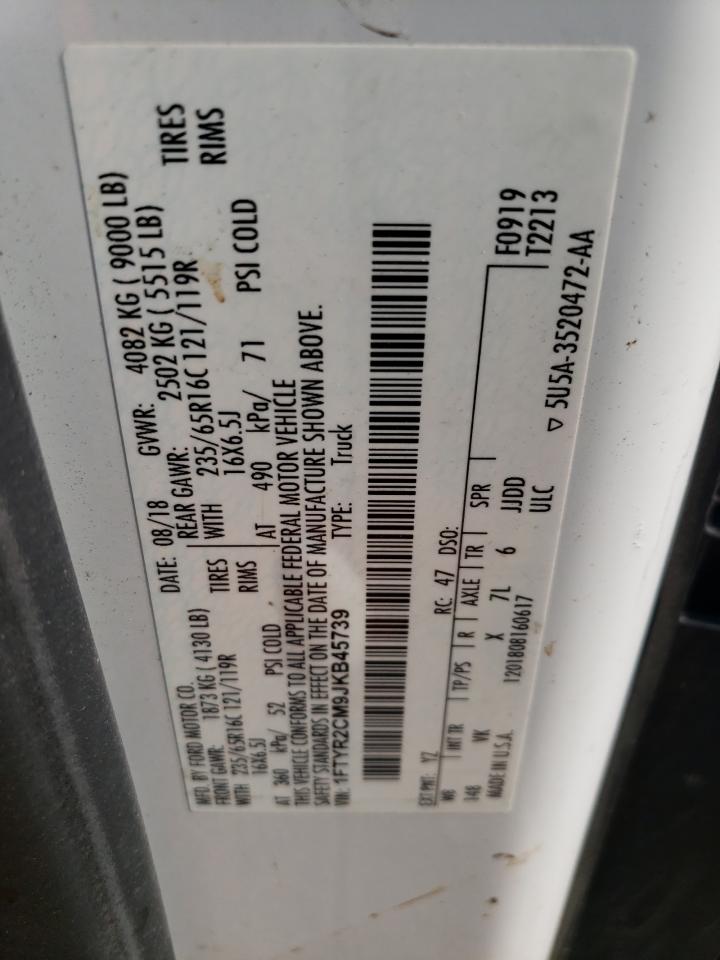 MFD. BY FORD MOTOR CO.
DATE: 08/18 GVWR: 4082 KG ( 9000 LB)
FRONT GAWR: 1873 KG ( 4130 LB) REAR GAWR: 2502 KG ( 5515 LB)
WITH 235/65R16C 121/119R TIRES WITH 235/65R16C 121/119R TIRES
16X6.5J RIMS 16X6.5J RIMS
AT 360 kPa/ 52 PSI COLD AT 490 kPa/ 71 PSI COLD
THIS VEHICLE CONFORMS TO ALL APPLICABLE FEDERAL MOTOR VEHICLE
SAFETY STANDARDS IN EFFECT ON THE DATE OF MANUFACTURE SHOWN ABOVE.
VIN: 1FTYR2CM9JKB45739 TYPE: Truck
EXT PNT: YZ RC: 47 DSO:
WB INT TR TP/PS R AXLE TR SPR F0919
148 VK X 7L 6 JJDD T2213
MADE IN U.S.A. 1201808160617 ULC
▽ 5U5A-3520472-AA